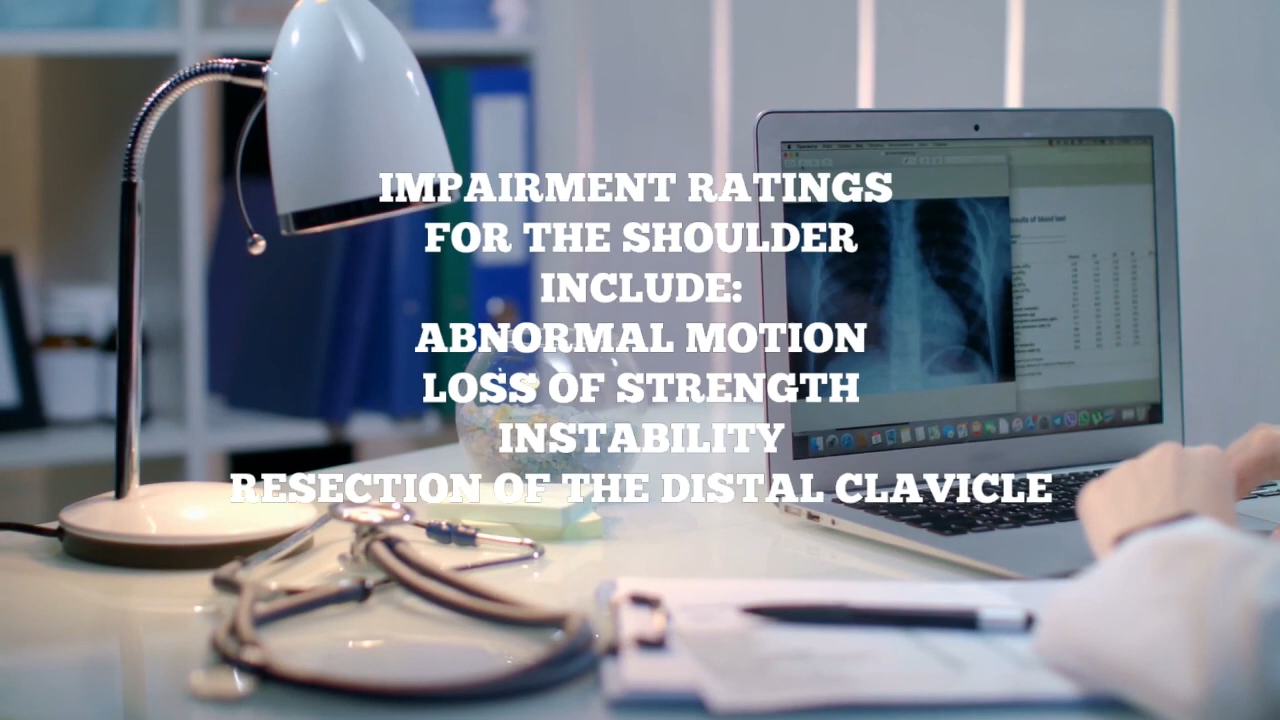 IMPAIRMENT RATINGS
FOR THE SHOULDER
INCLUDE:
ABNORMAL MOTION
LOSS OF STRENGTH
INSTABILITY
RESECTION OF THE DISTAL CLAVICLE